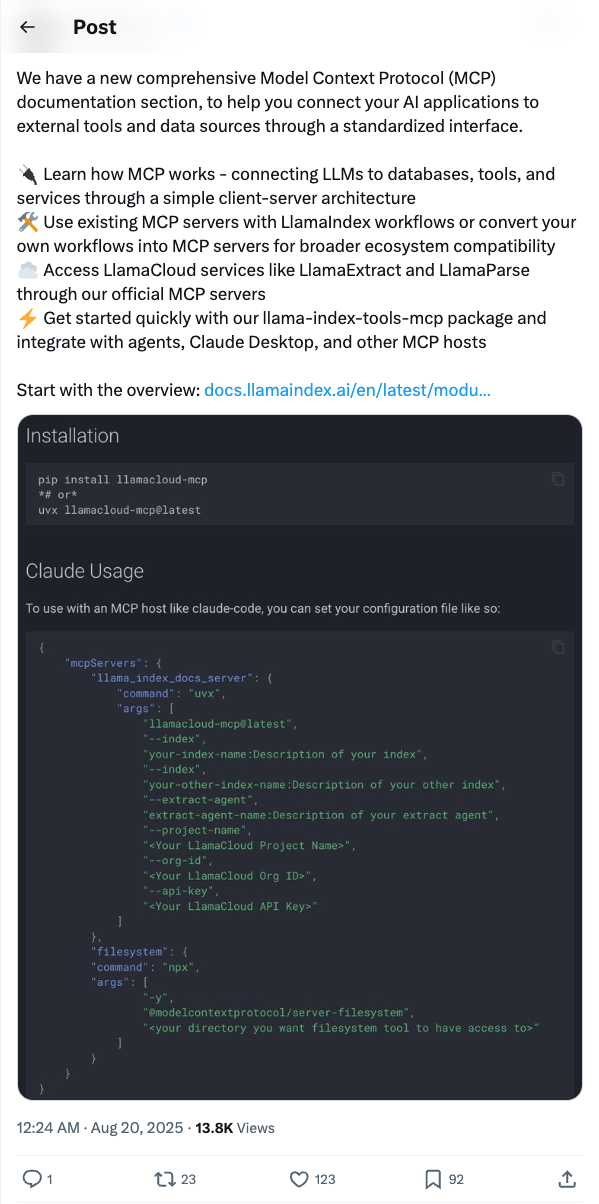 Post
We have a new comprehensive Model Context Protocol (MCP)
documentation section, to help you connect your AI applications to
external tools and data sources through a standardized interface.
🔌 Learn how MCP works - connecting LLMs to databases, tools, and
services through a simple client-server architecture
🛠️ Use existing MCP servers with LlamaIndex workflows or convert your
own workflows into MCP servers for broader ecosystem compatibility
☁️ Access LlamaCloud services like LlamaExtract and LlamaParse
through our official MCP servers
⚡ Get started quickly with our llama-index-tools-mcp package and
integrate with agents, Claude Desktop, and other MCP hosts
Start with the overview: docs.llamaindex.ai/en/latest/modu...
Installation
pip install llamacloud-mcp
*# or*
uvx llamacloud-mcp@latest
Claude Usage
To use with an MCP host like claude-code, you can set your configuration file like so:
{
"mcpServers": {
"llama_index_docs_server": {
"command": "uvx",
"args": [
"llamacloud-mcp@latest",
"--index",
"your-index-name:Description of your index",
"--index",
"your-other-index-name:Description of your other index",
"--extract-agent",
"extract-agent-name:Description of your extract agent",
"--project-name",
"<Your LlamaCloud Project Name>",
"--org-id",
"<Your LlamaCloud Org ID>",
"--api-key",
"<Your LlamaCloud API Key>"
]
},
"filesystem": {
"command": "npx",
"args": [
"-y",
"@modelcontextprotocol/server-filesystem",
"<your directory you want filesystem tool to have access to>"
]
}
}
}
12:24 AM · Aug 20, 2025 · 13.8K Views
1 23 123 92